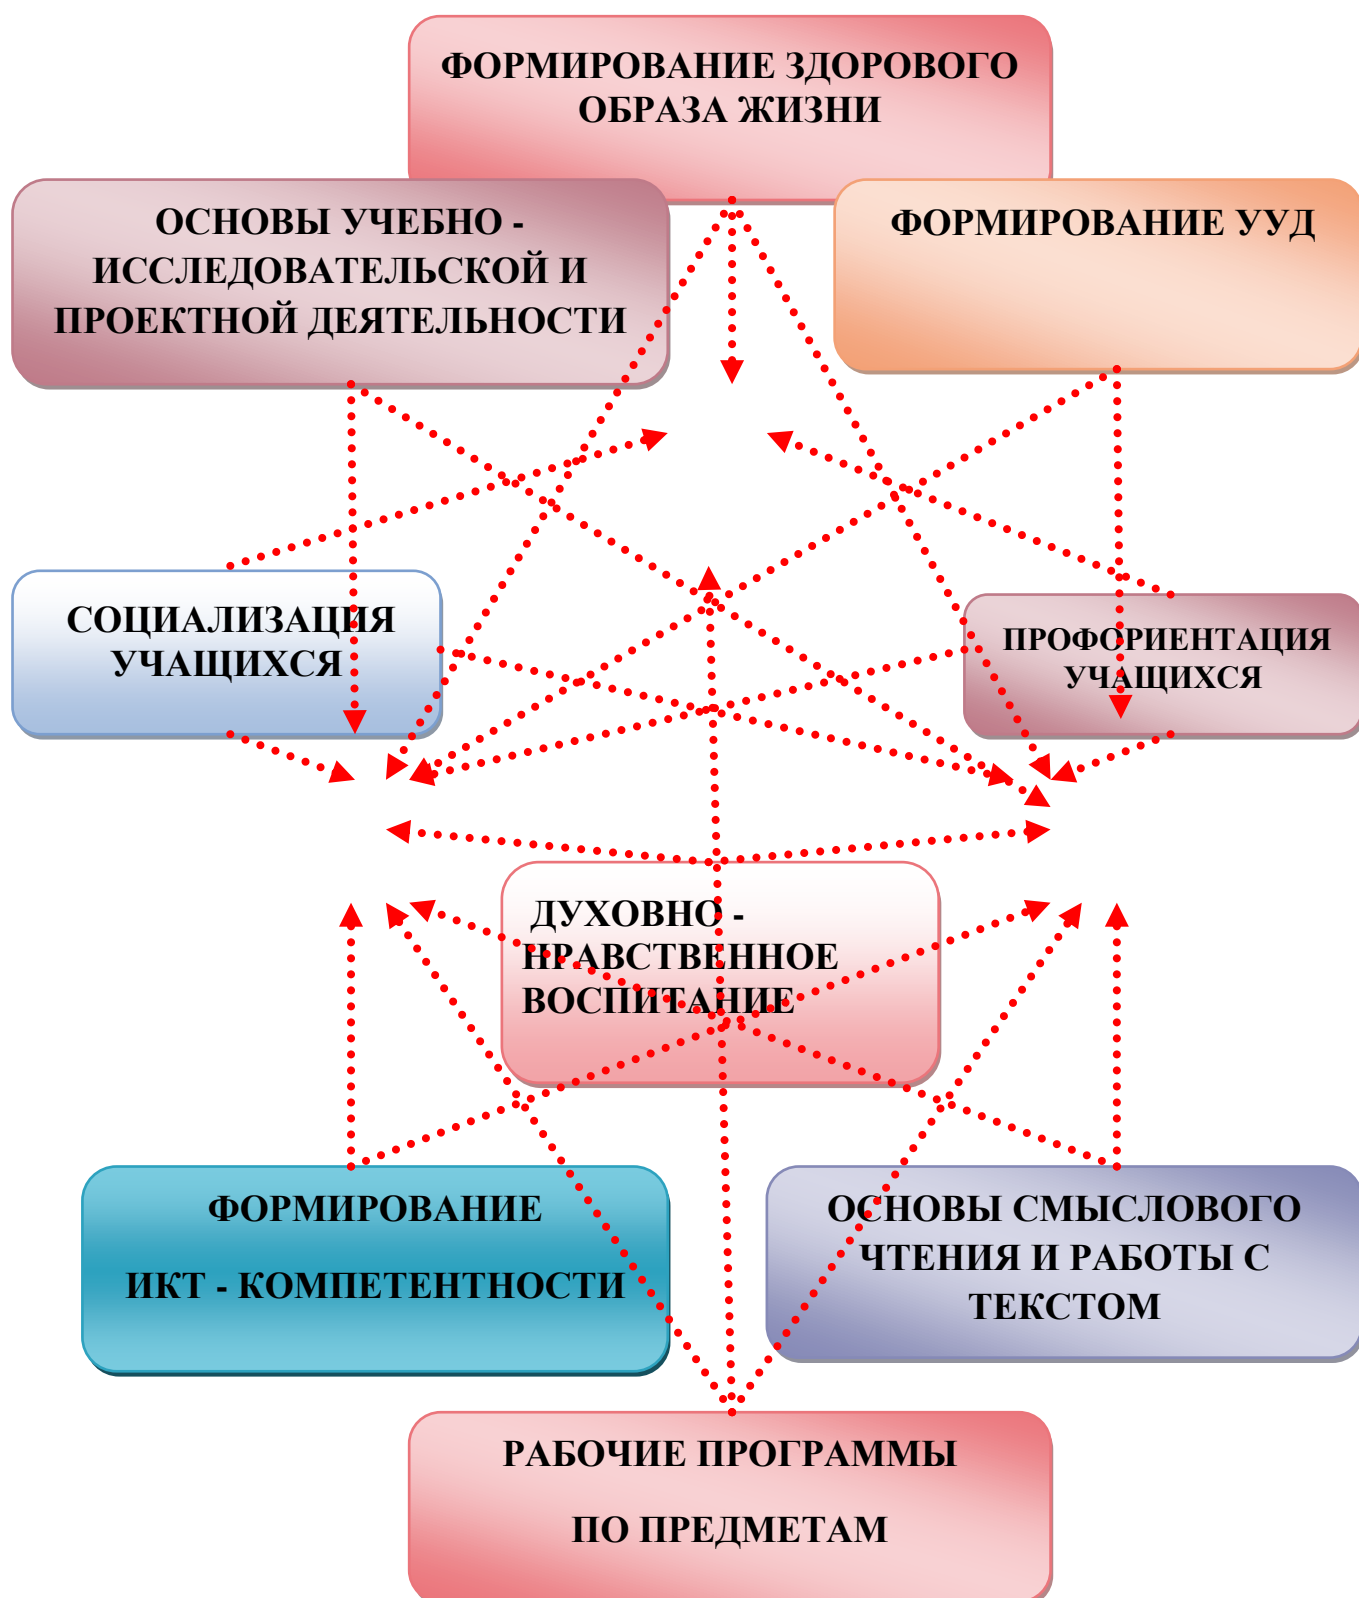 ФОРМИРОВАНИЕ ЗДОРОВОГО
ОБРАЗА ЖИЗНИ
ОСНОВЫ УЧЕБНО -
ИССЛЕДОВАТЕЛЬСКОЙ И
ПРОЕКТНОЙ ДЕЯТЕЛЬНОСТИ
ФОРМИРОВАНИЕ УУД
СОЦИАЛИЗАЦИЯ
УЧАЩИХСЯ
ПРОФОРИЕНТАЦИЯ
УЧАЩИХСЯ
ДУХОВНО -
НРАВСТВЕННОЕ
ВОСПИТАНИЕ
ФОРМИРОВАНИЕ
ИКТ - КОМПЕТЕНТНОСТИ
ОСНОВЫ СМЫСЛОВОГО
ЧТЕНИЯ И РАБОТЫ С
ТЕКСТОМ
РАБОЧИЕ ПРОГРАММЫ
ПО ПРЕДМЕТАМ